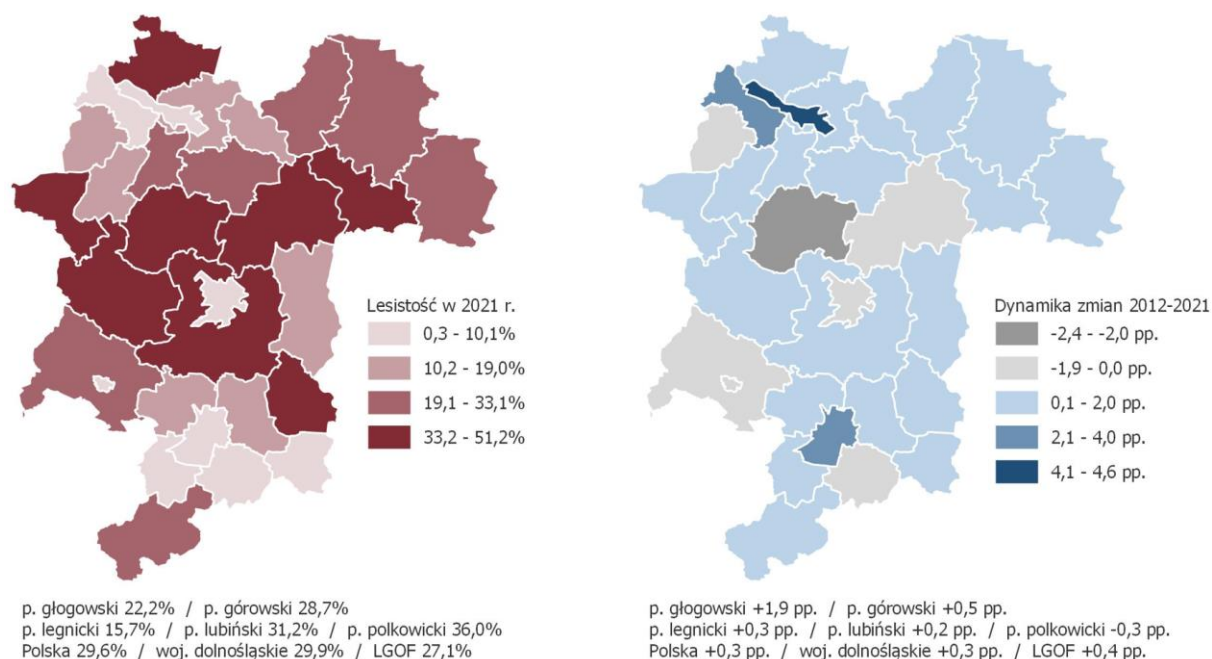 Lesistość w 2021 r.
0,3 - 10,1%
10,2 - 19,0%
19,1 - 33,1%
33,2 - 51,2%
p. głogowski 22,2% / p. górowski 28,7%
p. legnicki 15,7% / p. lubiński 31,2% / p. polkowicki 36,0%
Polska 29,6% / woj. dolnośląskie 29,9% / LGOF 27,1%
Dynamika zmian 2012-2021
-2,4 - -2,0 pp.
-1,9 - 0,0 pp.
0,1 - 2,0 pp.
2,1 - 4,0 pp.
4,1 - 4,6 pp.
p. głogowski +1,9 pp. / p. górowski +0,5 pp.
p. legnicki +0,3 pp. / p. lubiński +0,2 pp. / p. polkowicki -0,3 pp.
Polska +0,3 pp. / woj. dolnośląskie +0,3 pp. / LGOF +0,4 pp.